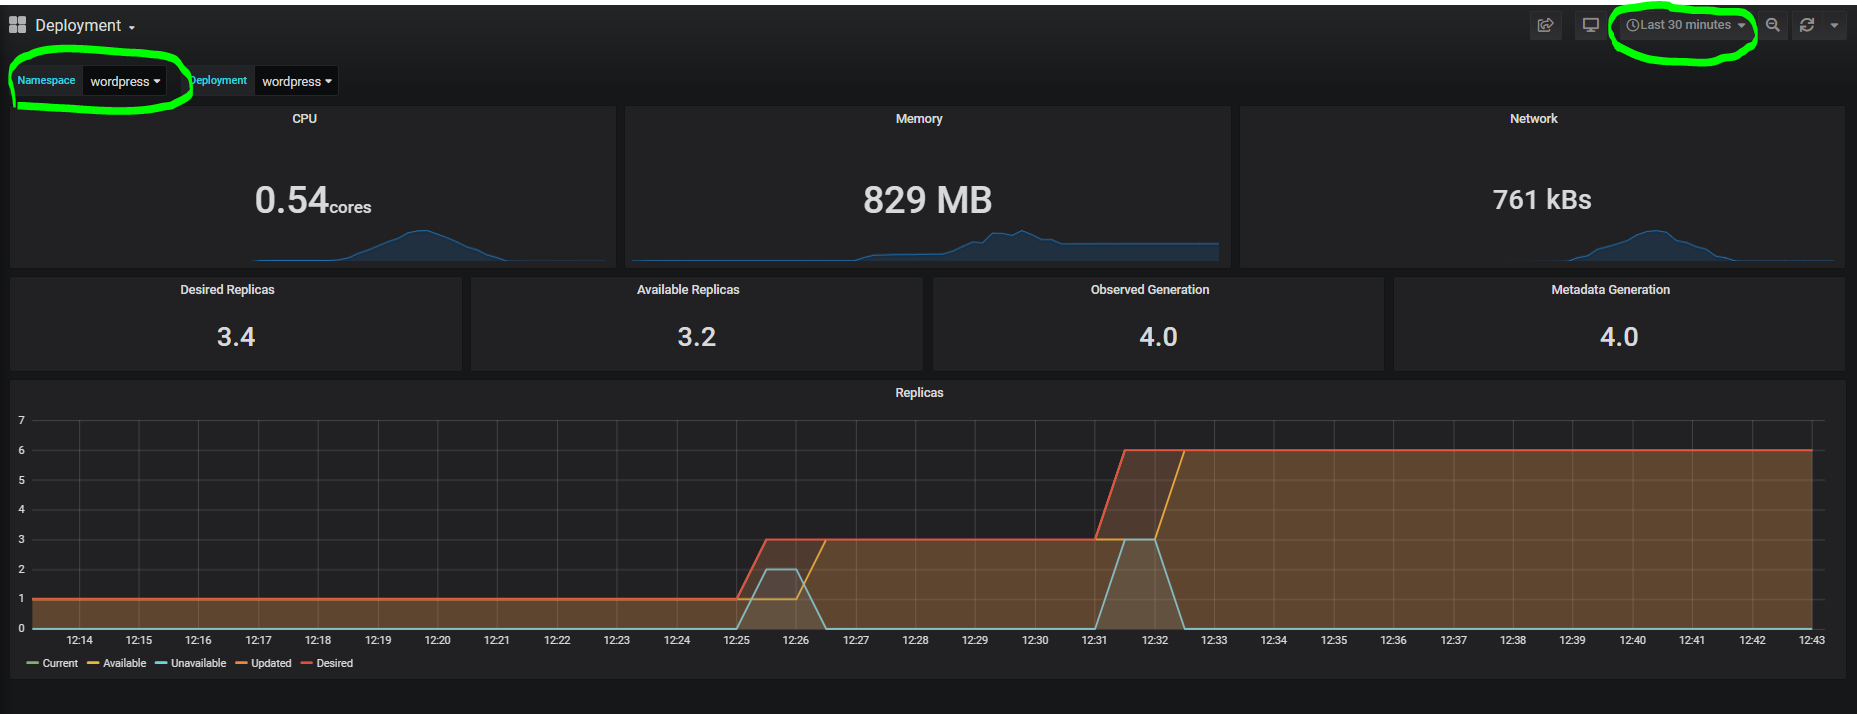 Deployment
Last 30 minutes
Namespace wordpress Deployment wordpress
CPU
0.54cores
Memory
829 MB
Network
761 kBs
Desired Replicas
3.4
Available Replicas
3.2
Observed Generation
4.0
Metadata Generation
4.0
Replicas
7
6
5
4
3
2
1
0
12:14 12:15 12:16 12:17 12:18 12:19 12:20 12:21 12:22 12:23 12:24 12:25 12:26 12:27 12:28 12:29 12:30 12:31 12:32 12:33 12:34 12:35 12:36 12:37 12:38 12:39 12:40 12:41 12:42 12:43
Current Available Unavailable Updated Desired